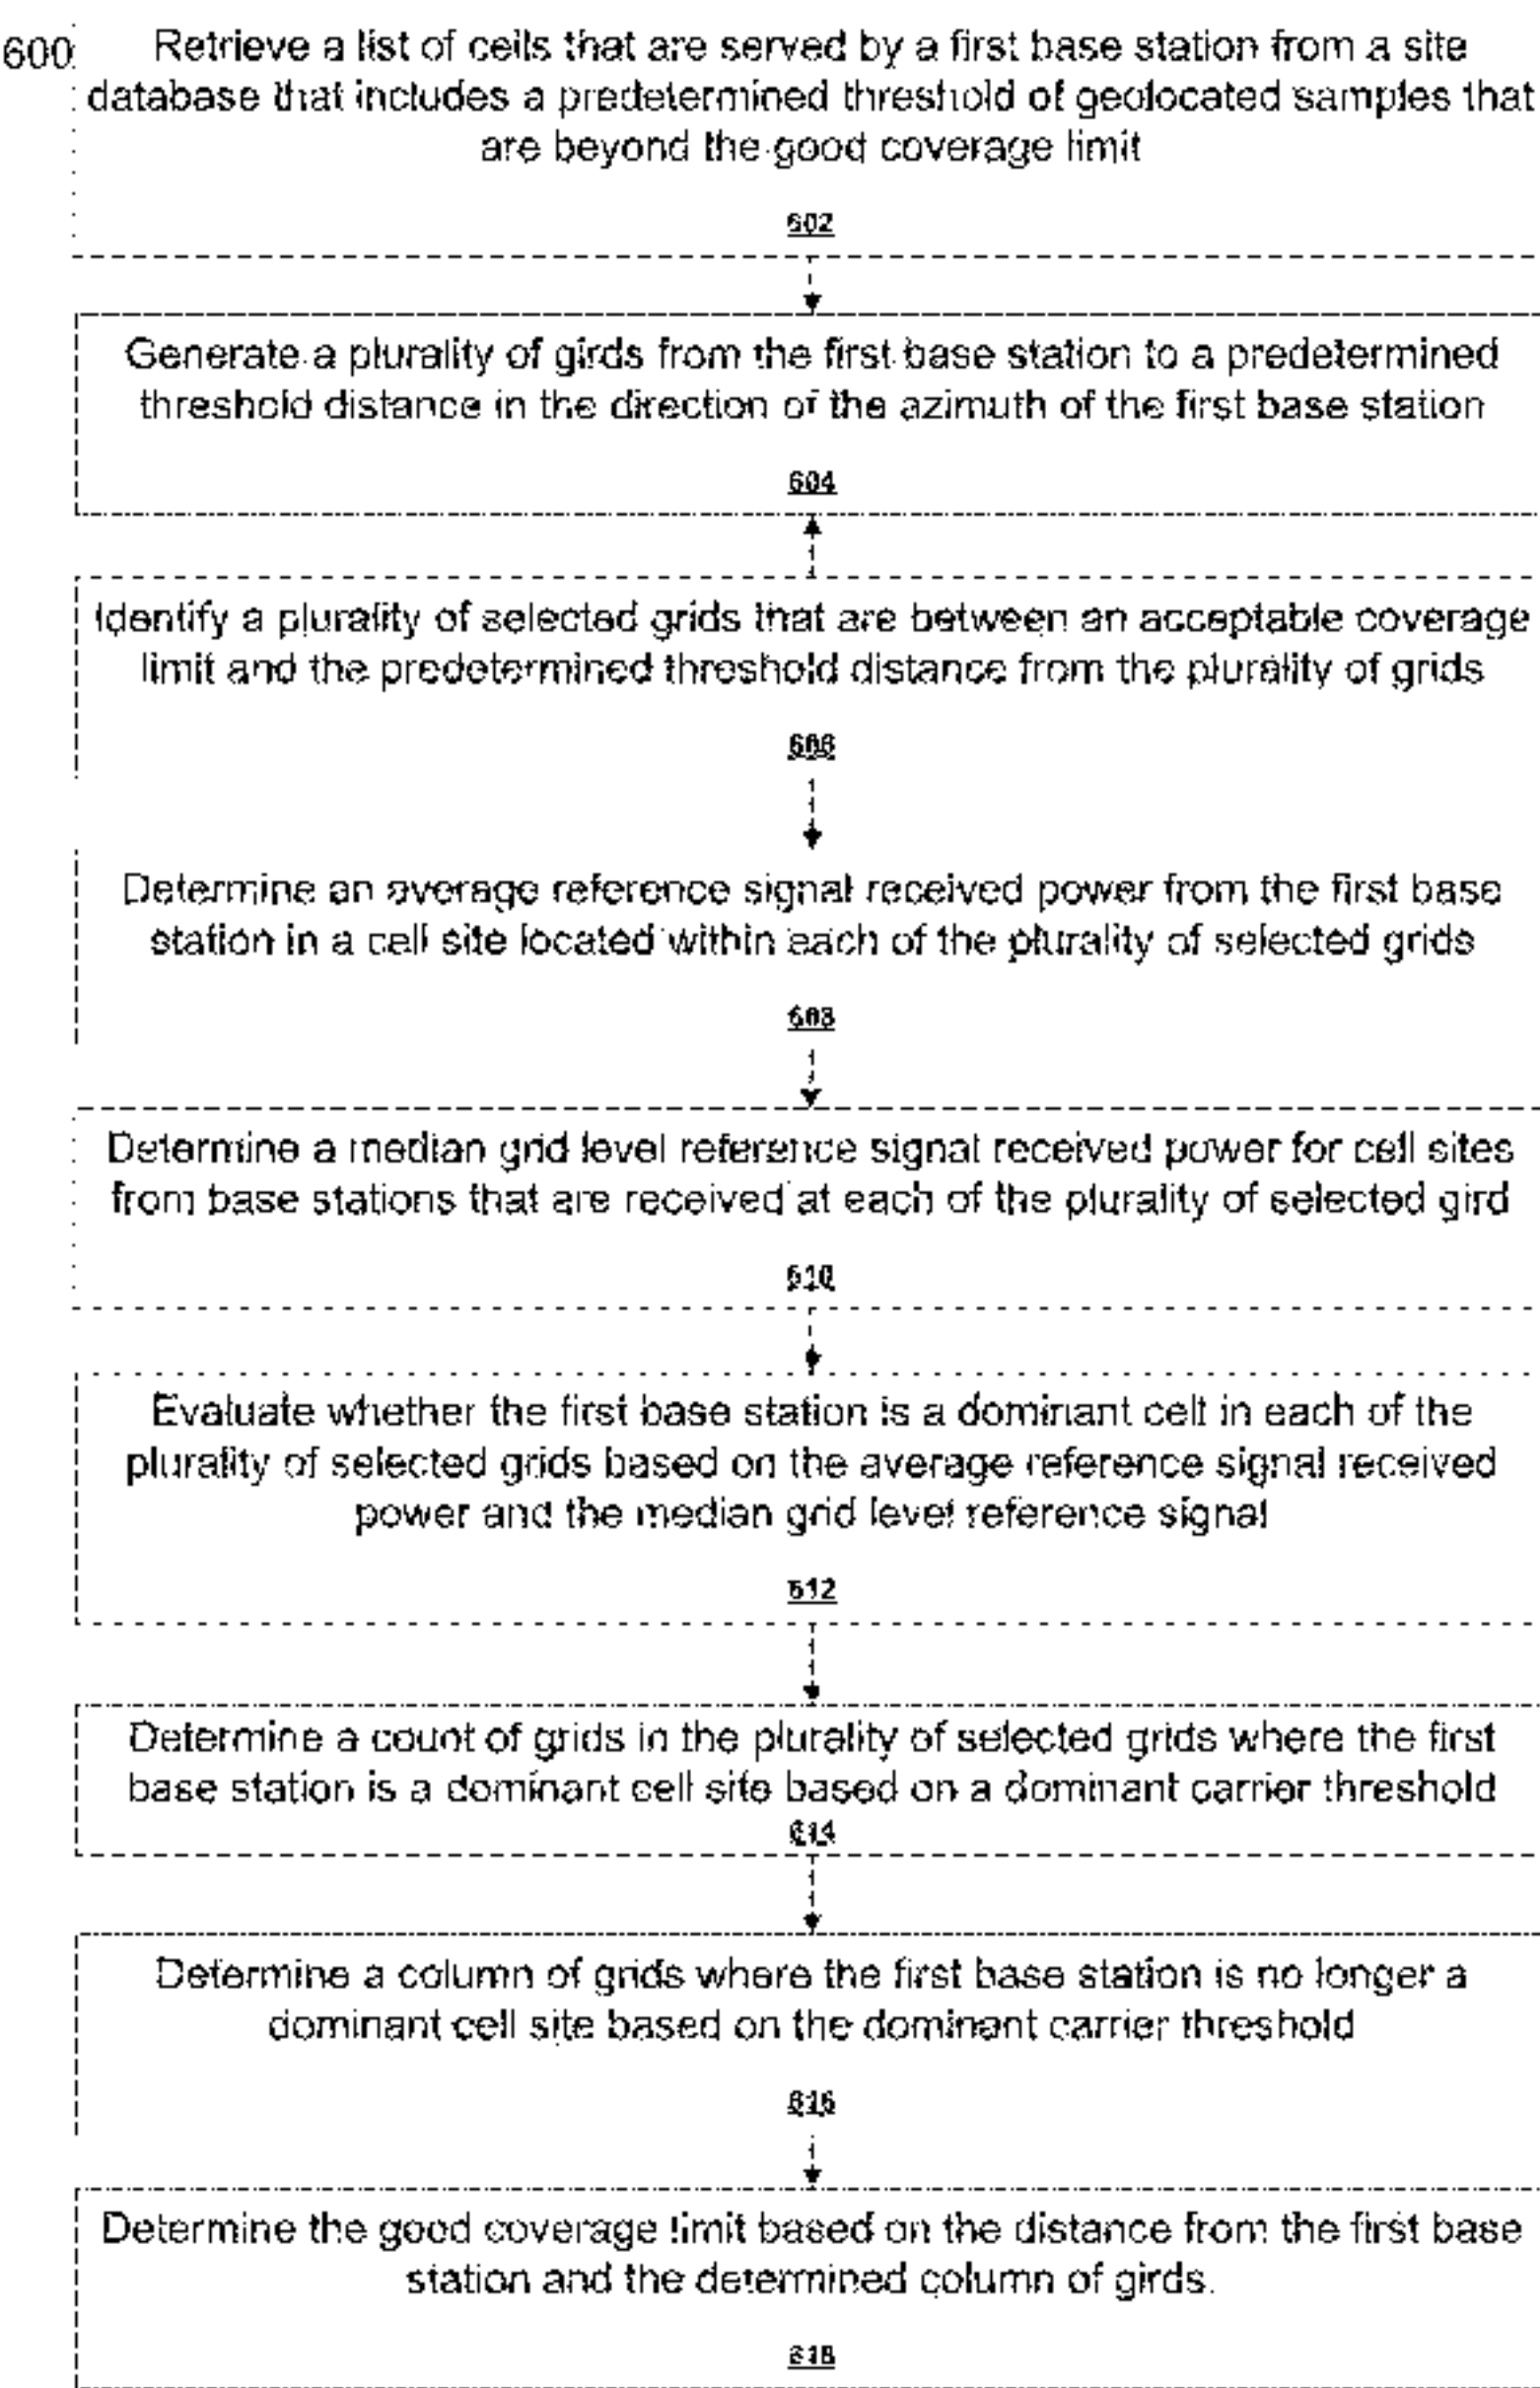 600
Retrieve a list of cells that are served by a first base station from a site
database that includes a predetermined threshold of geolocated samples that
are beyond the good coverage limit
602
Generate a plurality of girds from the first base station to a predetermined
threshold distance in the direction of the azimuth of the first base station
604
Identify a plurality of selected grids that are between an acceptable coverage
limit and the predetermined threshold distance from the plurality of grids
606
Determine an average reference signal received power from the first base
station in a cell site located within each of the plurality of selected grids
608
Determine a median grid level reference signal received power for cell sites
from base stations that are received at each of the plurality of selected gird
610
Evaluate whether the first base station is a dominant cell in each of the
plurality of selected grids based on the average reference signal received
power and the median grid level reference signal
612
Determine a count of grids in the plurality of selected grids where the first
base station is a dominant cell site based on a dominant carrier threshold
614
Determine a column of grids where the first base station is no longer a
dominant cell site based on the dominant carrier threshold
616
Determine the good coverage limit based on the distance from the first base
station and the determined column of girds.
618